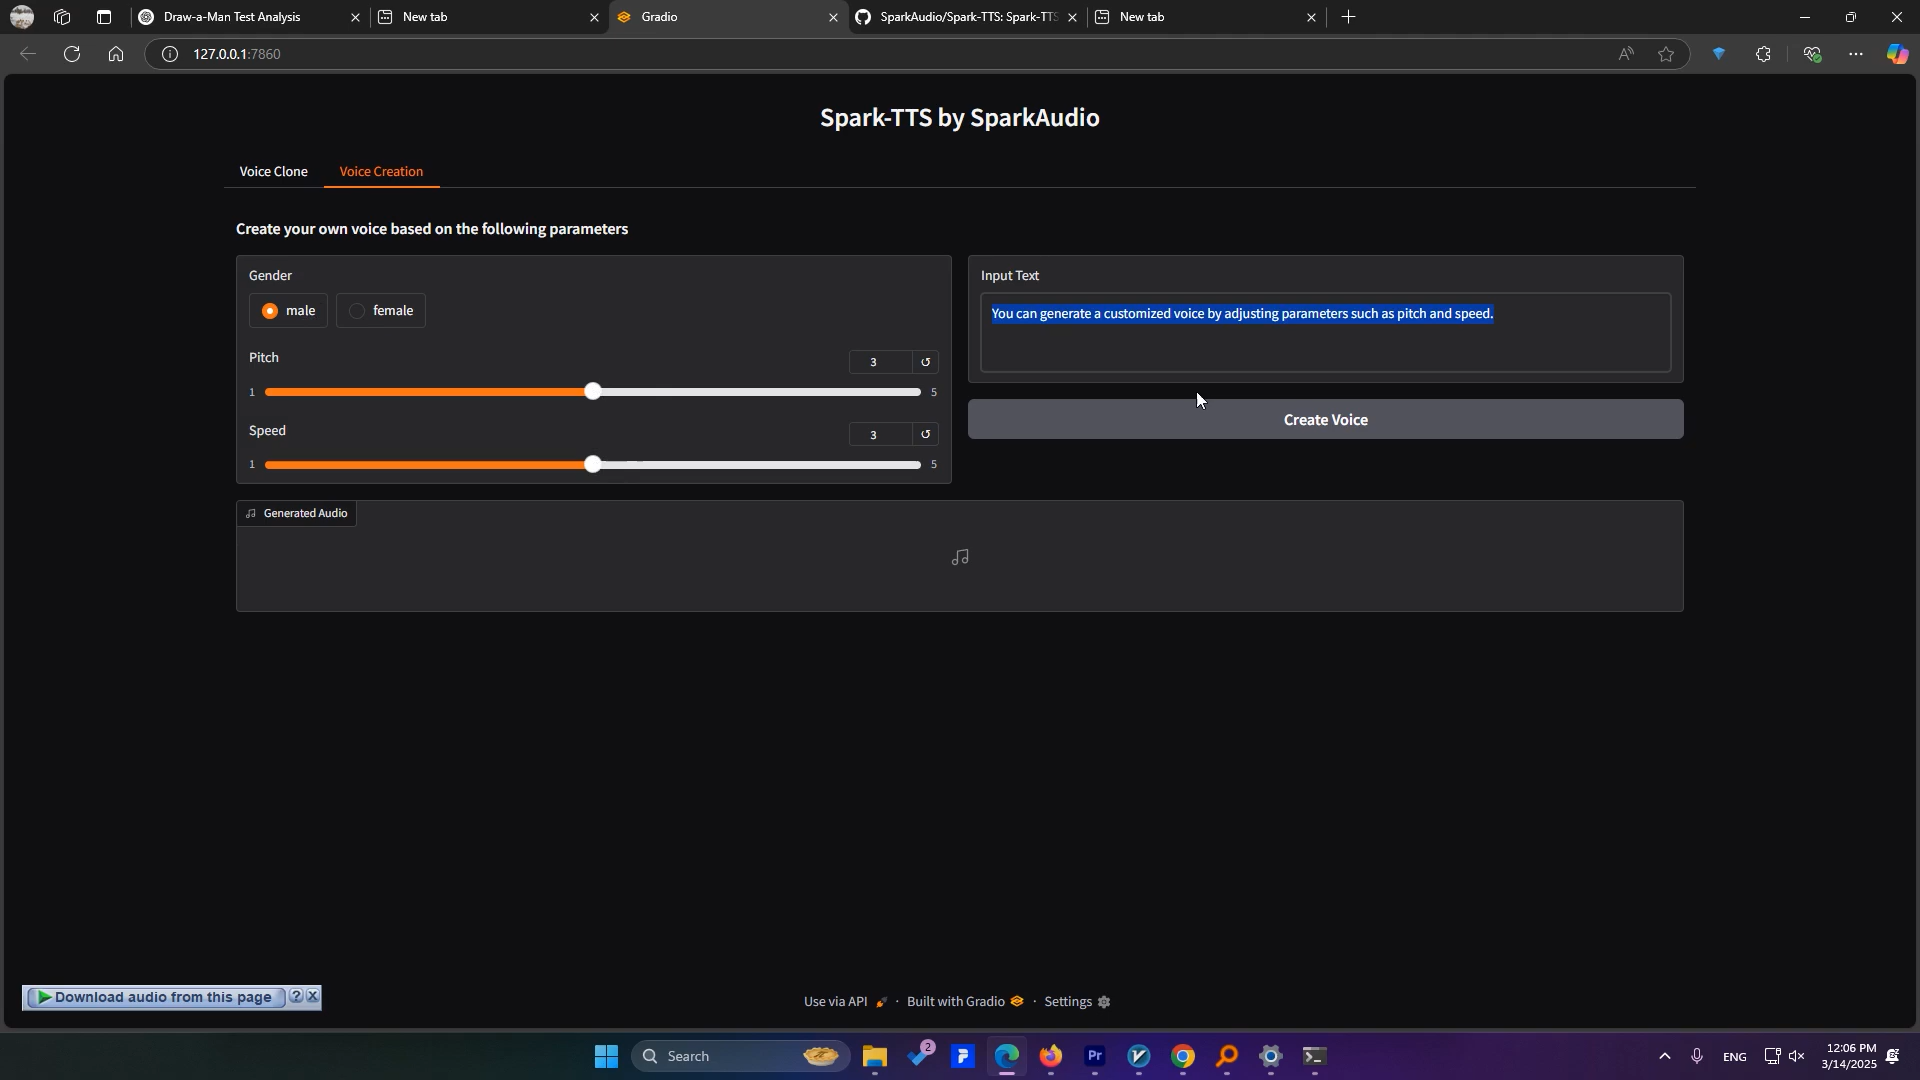 Draw-a-Man Test Analysis
New tab
Gradio
SparkAudio/Spark-TTS: Spark-TTS
New tab
127.0.0.1:7860
Spark-TTS by SparkAudio
Voice Clone
Voice Creation
Create your own voice based on the following parameters
Gender
male
female
Pitch
3
1
5
Speed
3
1
5
Input Text
You can generate a customized voice by adjusting parameters such as pitch and speed.
Create Voice
Generated Audio
Download audio from this page
?
Use via API · Built with Gradio · Settings
Search
2
Pr
ENG
12:06 PM
3/14/2025